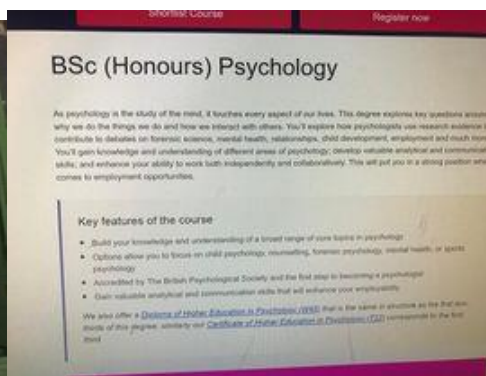 Shortlist Course
Register now
BSc (Honours) Psychology
As psychology is the study of the mind, it touches every aspect of our lives. This degree explores key questions around
why we do the things we do and how we interact with others. You'll explore how psychologists use research evidence
contribute to debates on forensic science, mental health, relationships, child development, employment and much more
You'll gain knowledge and understanding of different areas of psychology; develop valuable analytical and
skills; and enhance your ability to work both independently and collaboratively. This will put you in a strong position
comes to employment opportunities.
Key features of the course
• Build your knowledge and understanding of a broad range of core topics in psychology
• Options allow you to focus on child psychology, counselling, forensic psychology, mental health, or sports
psychology
• Accredited by The British Psychological Society and the first step to becoming a psychologist
• Gain valuable analytical and communication skills that will enhance your employability
We also offer a Diploma of Higher Education in Psychology (W60) that is the same in structure as the first two
thirds of this degree; similarly our Certificate of Higher Education in Psychology (T22) corresponds to the first
third